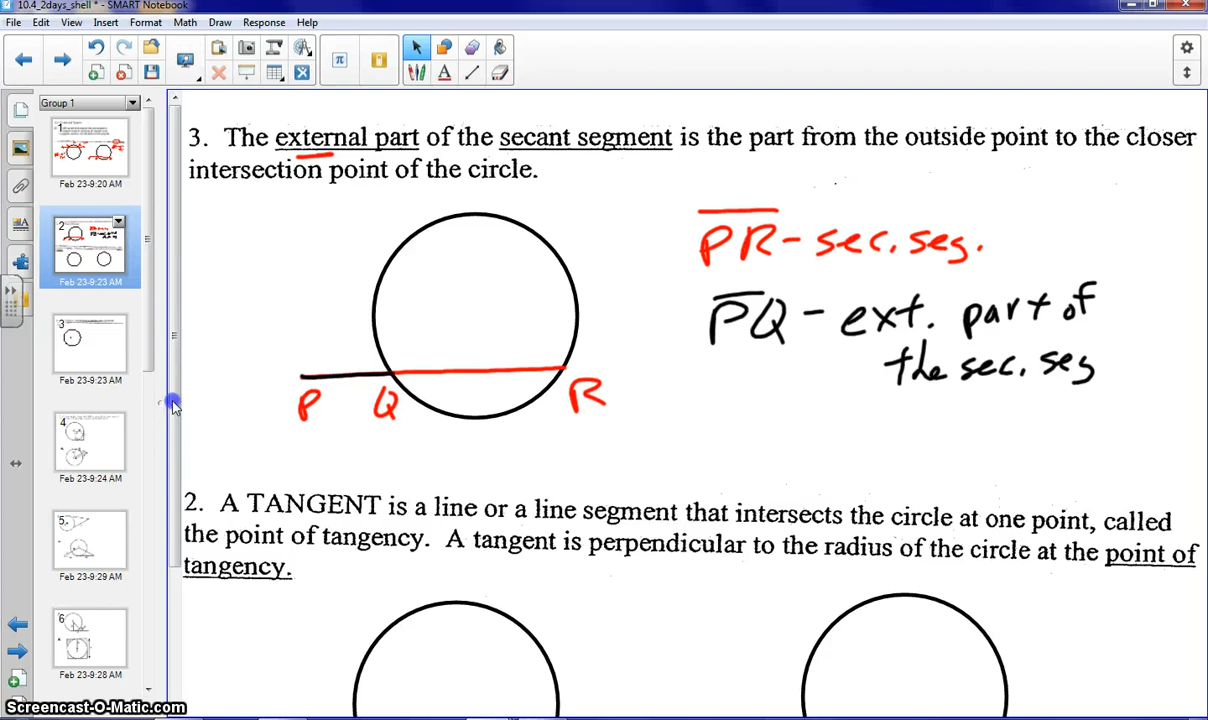 10.4_2days_shell * - SMART Notebook
File Edit View Insert Format Math Draw Response Help
Group 1
1
Feb 23-9:20 AM
2
Feb 23-9:23 AM
3
Feb 23-9:23 AM
4
Feb 23-9:24 AM
5
Feb 23-9:29 AM
6
Feb 23-9:28 AM
3. The external part of the secant segment is the part from the outside point to the closer
intersection point of the circle.
PR - sec. seg.
PQ - ext. part of
the sec. seg
P Q R
2. A TANGENT is a line or a line segment that intersects the circle at one point, called
the point of tangency. A tangent is perpendicular to the radius of the circle at the point of
tangency.
Screencast-O-Matic.com